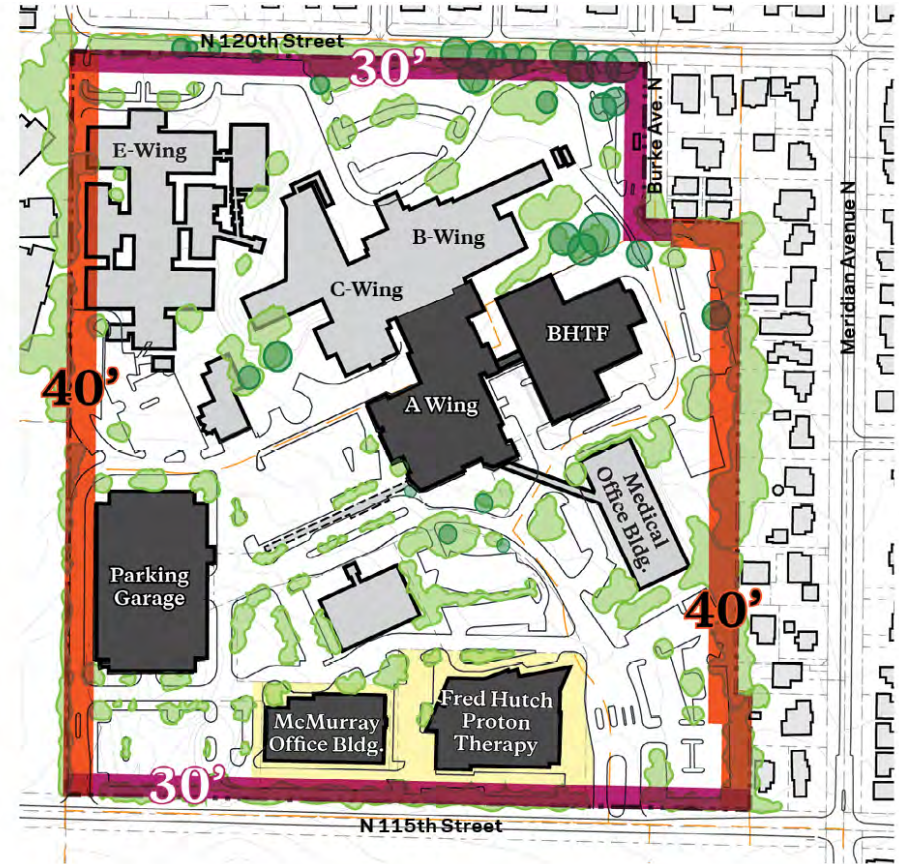 N 120th Street
30’
Burke Ave. N
E-Wing
B-Wing
C-Wing
Meridian Avenue N
BHTF
40’
A Wing
Medical
Office Bldg.
Parking
Garage
40’
Fred Hutch
Proton
Therapy
McMurray
Office Bldg.
30’
N 115th Street